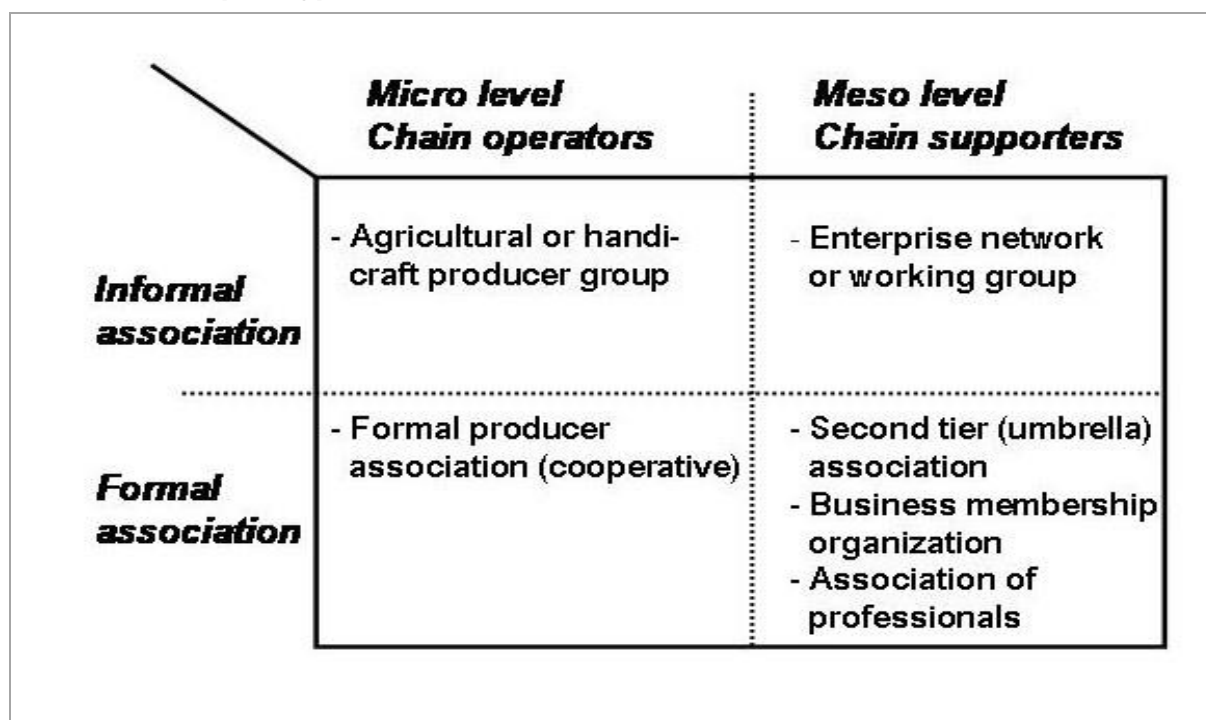 Micro level
Chain operators
Meso level
Chain supporters
Informal
association
- Agricultural or handi-
craft producer group
- Enterprise network
or working group
Formal
association
- Formal producer
association (cooperative)
- Second tier (umbrella)
association
- Business membership
organization
- Association of
professionals